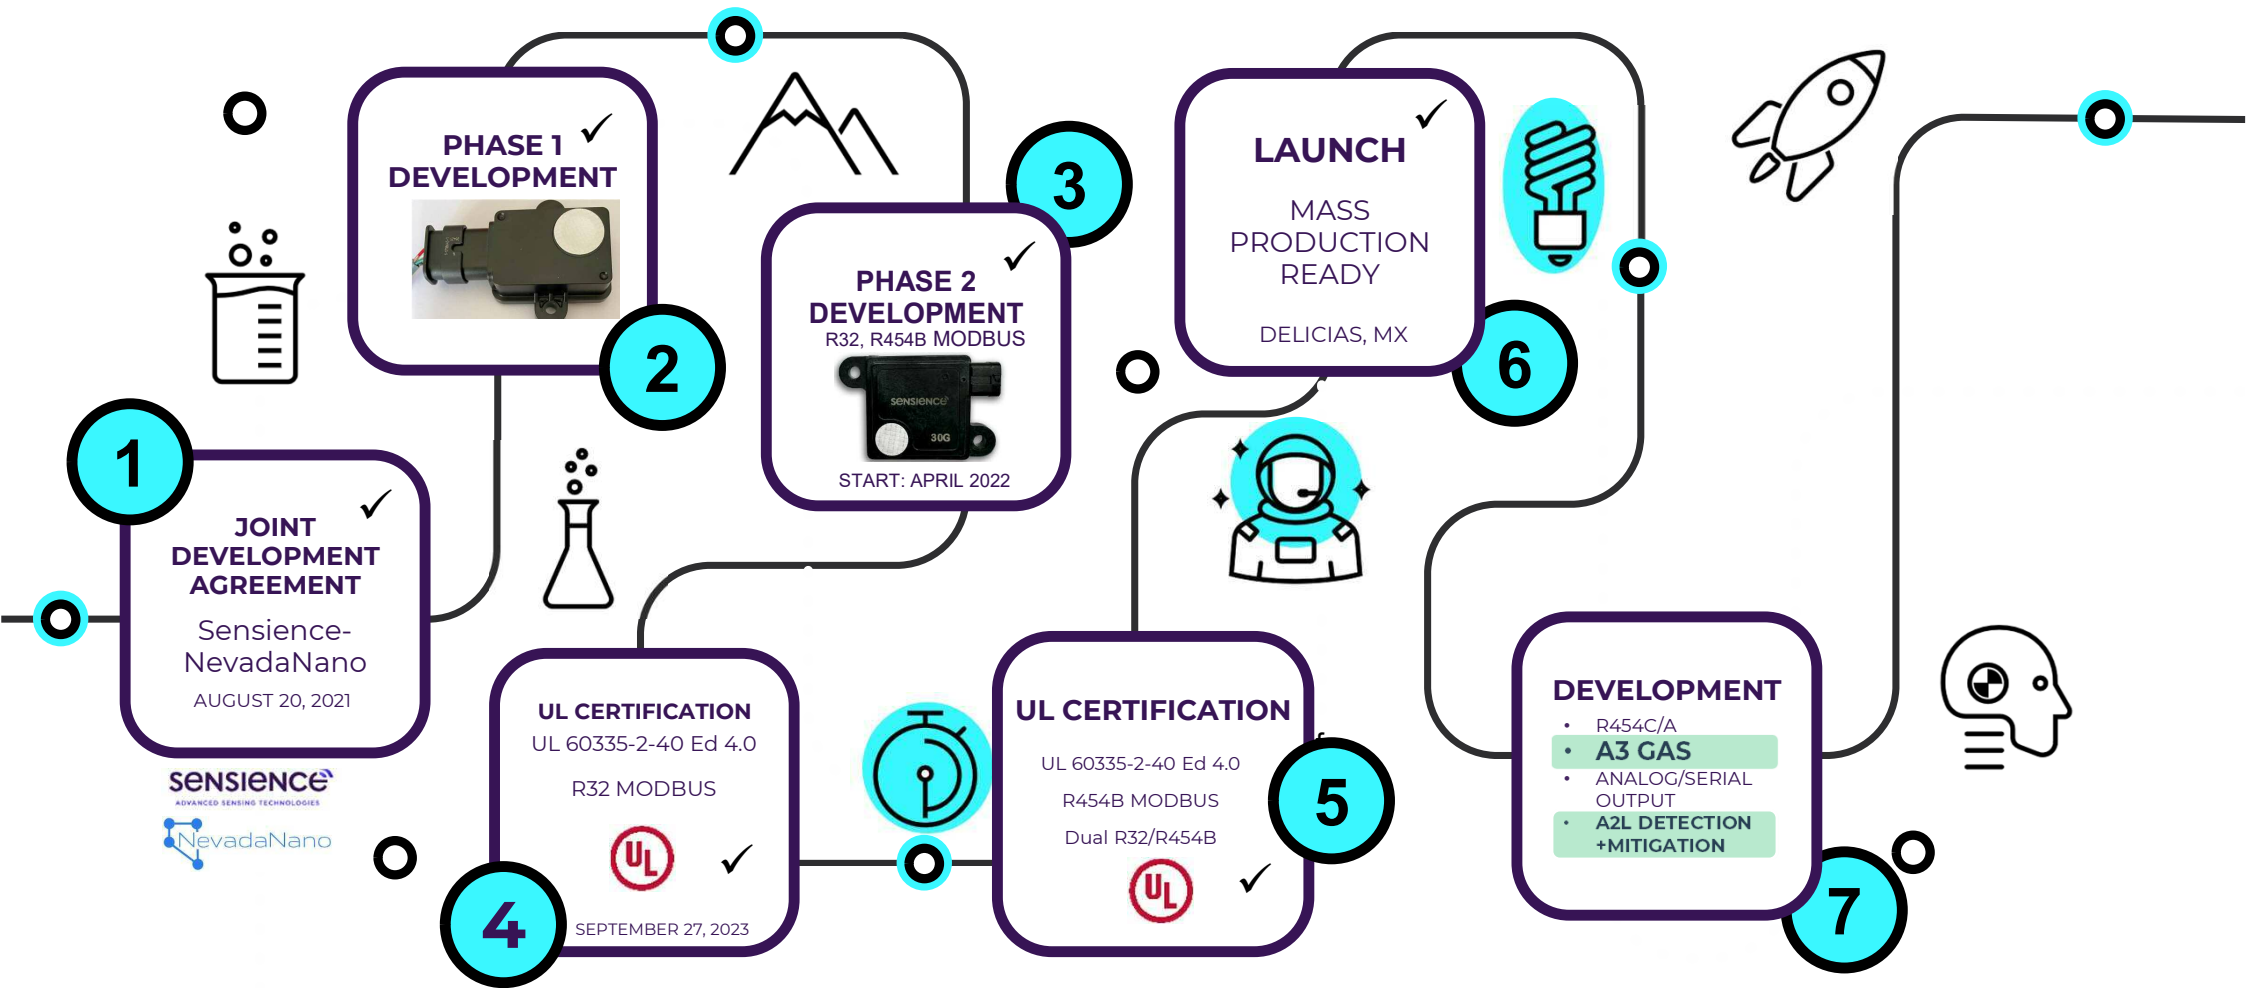 1
JOINT
DEVELOPMENT
AGREEMENT
Sensience-
NevadaNano
AUGUST 20, 2021
sensience
ADVANCED SENSING TECHNOLOGIES
NevadaNano
PHASE 1
DEVELOPMENT
2
3
PHASE 2
DEVELOPMENT
R32, R454B MODBUS
sensience
30G
START: APRIL 2022
UL CERTIFICATION
UL 60335-2-40 Ed 4.0
R32 MODBUS
UL
4
SEPTEMBER 27, 2023
UL CERTIFICATION
UL 60335-2-40 Ed 4.0
R454B MODBUS
Dual R32/R454B
UL
5
LAUNCH
MASS
PRODUCTION
READY
DELICIAS, MX
6
DEVELOPMENT
• R454C/A
• A3 GAS
• ANALOG/SERIAL
OUTPUT
• A2L DETECTION
+MITIGATION
7